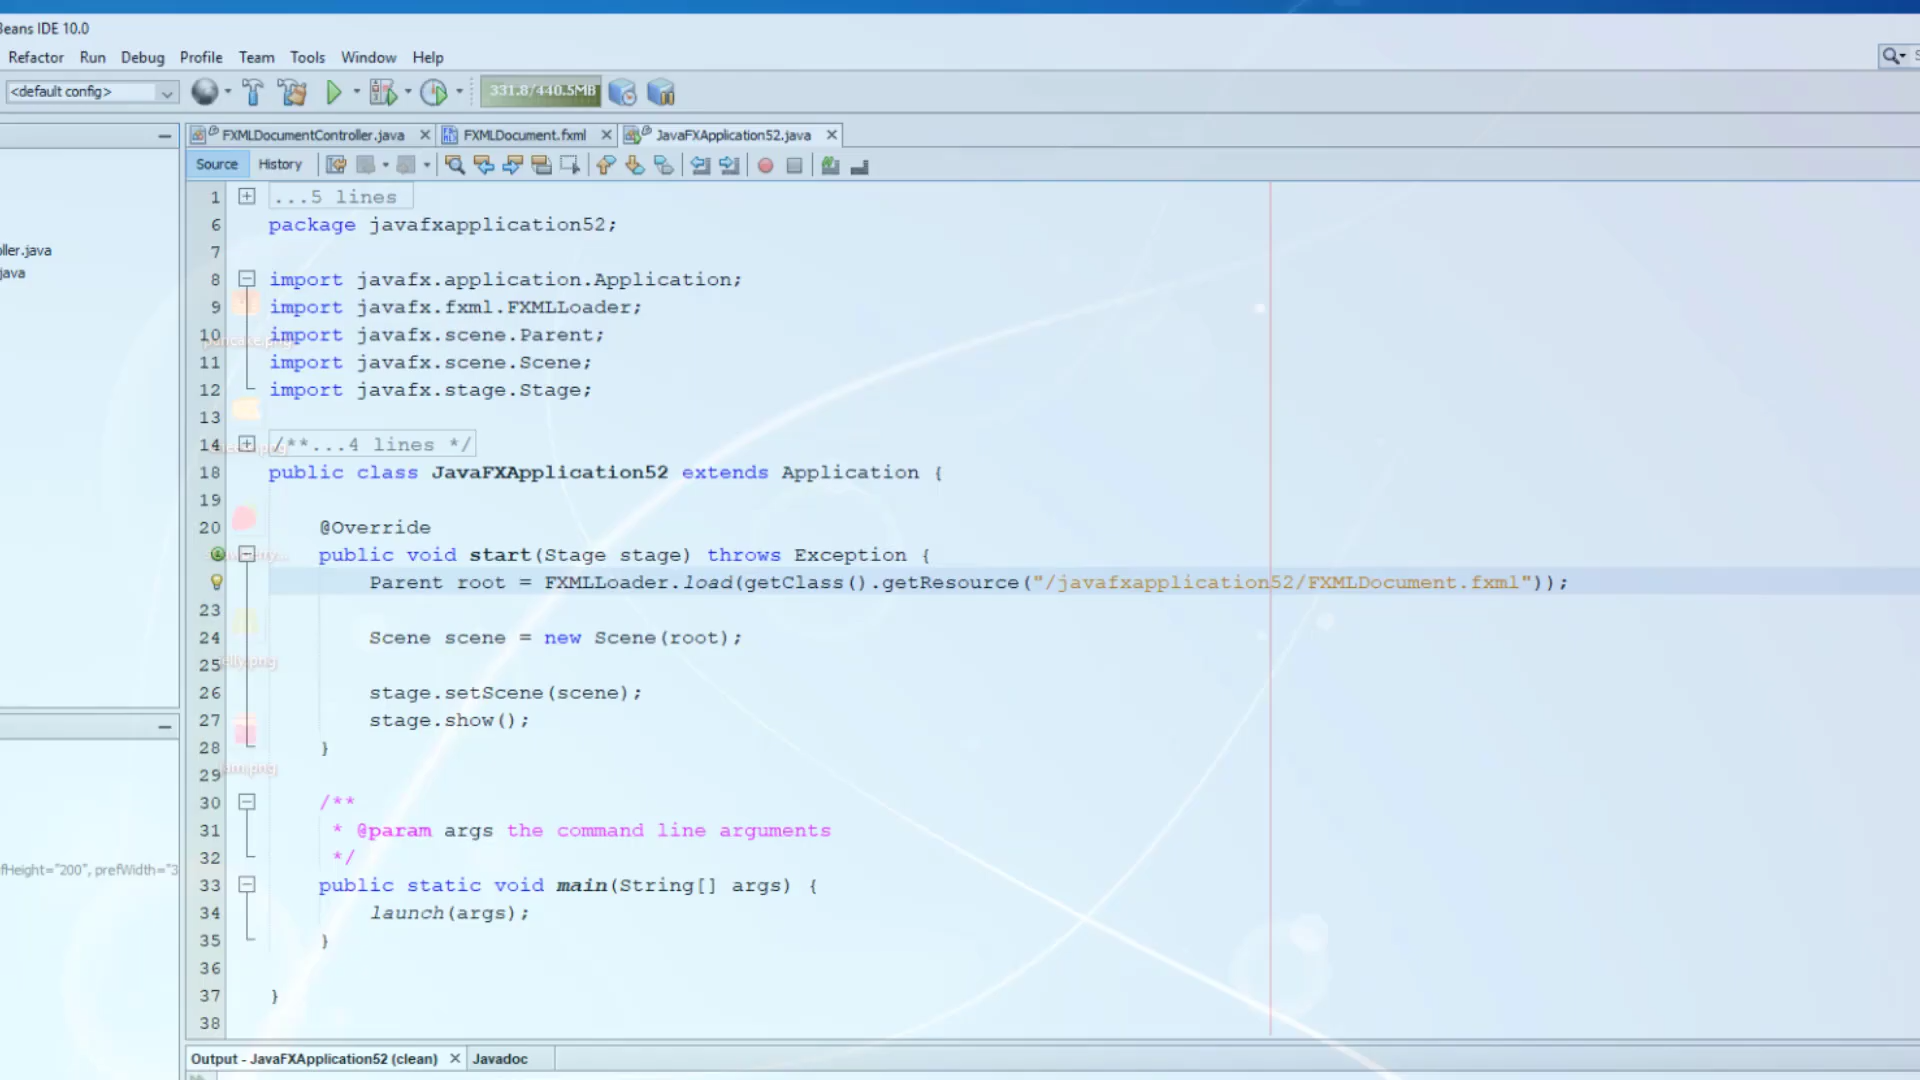 Beans IDE 10.0
Refactor Run Debug Profile Team Tools Window Help
<default config>
331.8/440.5MB
FXMLDocumentController.java
FXMLDocument.fxml
JavaFXApplication52.java
Source History
ller.java
java
1 ...5 lines
6 package javafxapplication52;
7
8 import javafx.application.Application;
9 import javafx.fxml.FXMLLoader;
10 import javafx.scene.Parent;
11 import javafx.scene.Scene;
12 import javafx.stage.Stage;
13
14 /**...4 lines */
18 public class JavaFXApplication52 extends Application {
19
20 @Override
public void start(Stage stage) throws Exception {
Parent root = FXMLLoader.load(getClass().getResource("/javafxapplication52/FXMLDocument.fxml"));
23
24 Scene scene = new Scene(root);
25
26 stage.setScene(scene);
27 stage.show();
28 }
29
30 /**
31 * @param args the command line arguments
32 */
33 public static void main(String[] args) {
34 launch(args);
35 }
36
37 }
38
fHeight="200", prefWidth="3
Output - JavaFXApplication52 (clean)
Javadoc